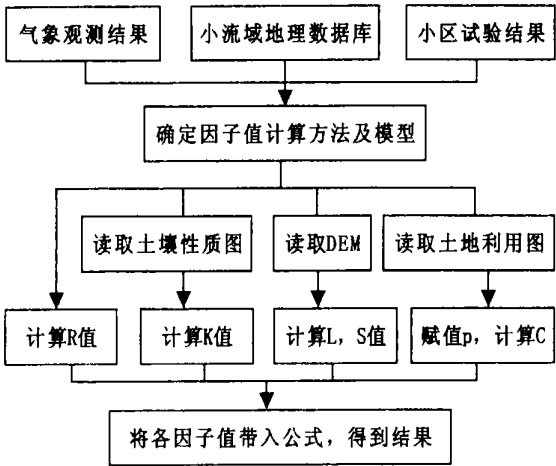 气象观测结果
小流域地理数据库
小区试验结果
确定因子值计算方法及模型
读取土壤性质图
读取DEM
读取土地利用图
计算R值
计算K值
计算L，S值
赋值p，计算C
将各因子值带入公式，得到结果